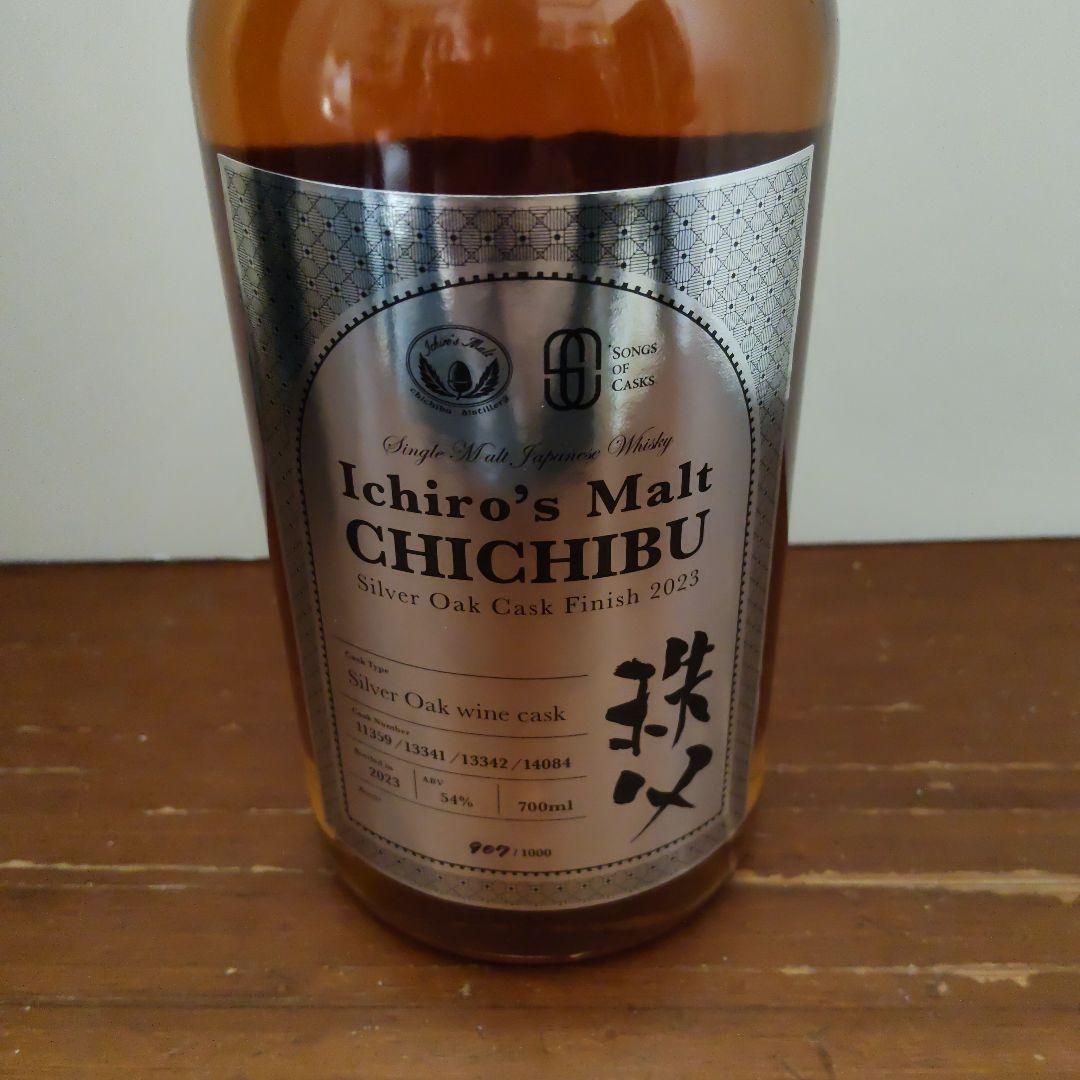 Ichiro's Malt
chichibu distillery
SONGS
OF
CASKS
Single Malt Japanese Whisky
Ichiro's Malt
CHICHIBU
Silver Oak Cask Finish 2023
Cask Type
Silver Oak wine cask
Cask Number
11359/13341/13342/14084
Bottled in
2023
ABV
54%
700ml
907/1000
秩父